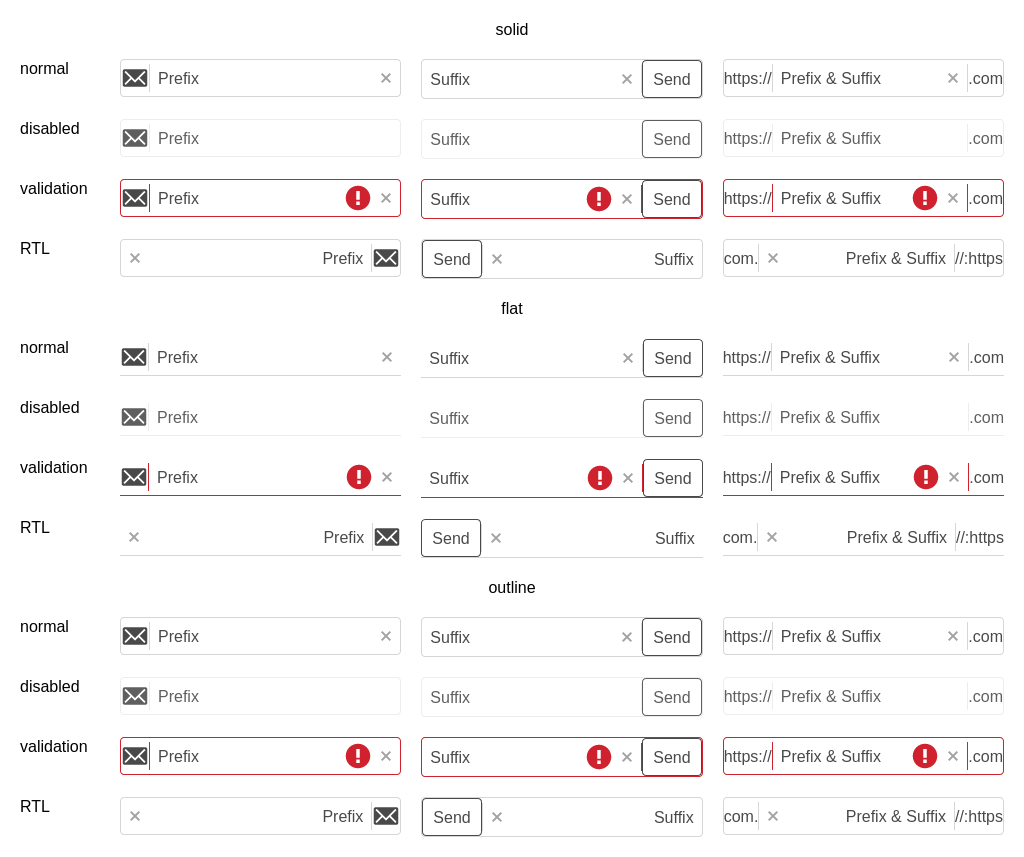 solid
normal Prefix Suffix Send https:// Prefix & Suffix .com
disabled Prefix Suffix Send https:// Prefix & Suffix .com
validation Prefix Suffix Send https:// Prefix & Suffix .com
RTL Prefix Send Suffix com. Prefix & Suffix //:https
flat
normal Prefix Suffix Send https:// Prefix & Suffix .com
disabled Prefix Suffix Send https:// Prefix & Suffix .com
validation Prefix Suffix Send https:// Prefix & Suffix .com
RTL Prefix Send Suffix com. Prefix & Suffix //:https
outline
normal Prefix Suffix Send https:// Prefix & Suffix .com
disabled Prefix Suffix Send https:// Prefix & Suffix .com
validation Prefix Suffix Send https:// Prefix & Suffix .com
RTL Prefix Send Suffix com. Prefix & Suffix //:https